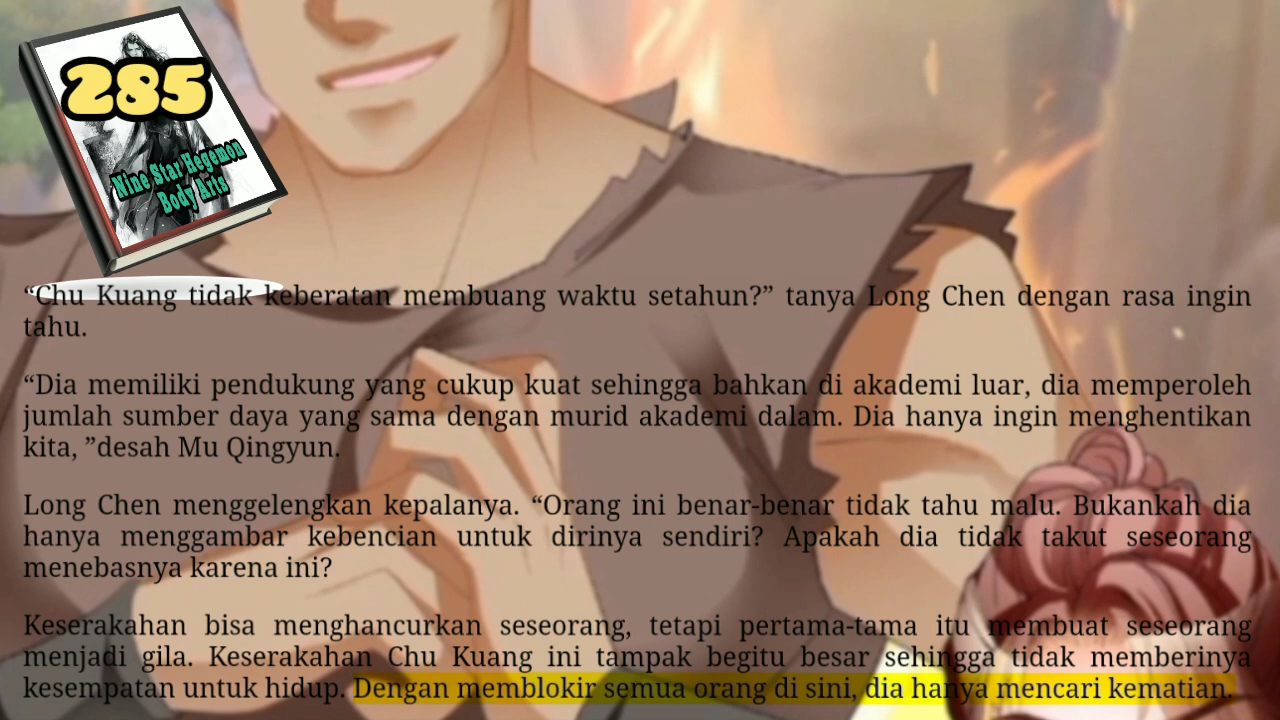 285
Nine Star Hegemon
Body Arts
“Chu Kuang tidak keberatan membuang waktu setahun?” tanya Long Chen dengan rasa ingin
tahu.
“Dia memiliki pendukung yang cukup kuat sehingga bahkan di akademi luar, dia memperoleh
jumlah sumber daya yang sama dengan murid akademi dalam. Dia hanya ingin menghentikan
kita, ”desah Mu Qingyun.
Long Chen menggelengkan kepalanya. “Orang ini benar-benar tidak tahu malu. Bukankah dia
hanya menggambar kebencian untuk dirinya sendiri? Apakah dia tidak takut seseorang
menebasnya karena ini?
Keserakahan bisa menghancurkan seseorang, tetapi pertama-tama itu membuat seseorang
menjadi gila. Keserakahan Chu Kuang ini tampak begitu besar sehingga tidak memberinya
kesempatan untuk hidup. Dengan memblokir semua orang di sini, dia hanya mencari kematian.